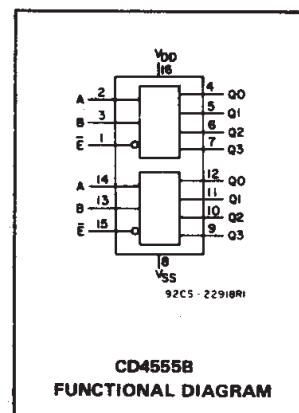 VDD
16
A 2 4 Q0
B 3 5 Q1
E̅ 1 6 Q2
7 Q3
A 14 12 Q0
B 13 11 Q1
10 Q2
E̅ 15 9 Q3
8
VSS
92CS-22918R1
CD4555B
FUNCTIONAL DIAGRAM